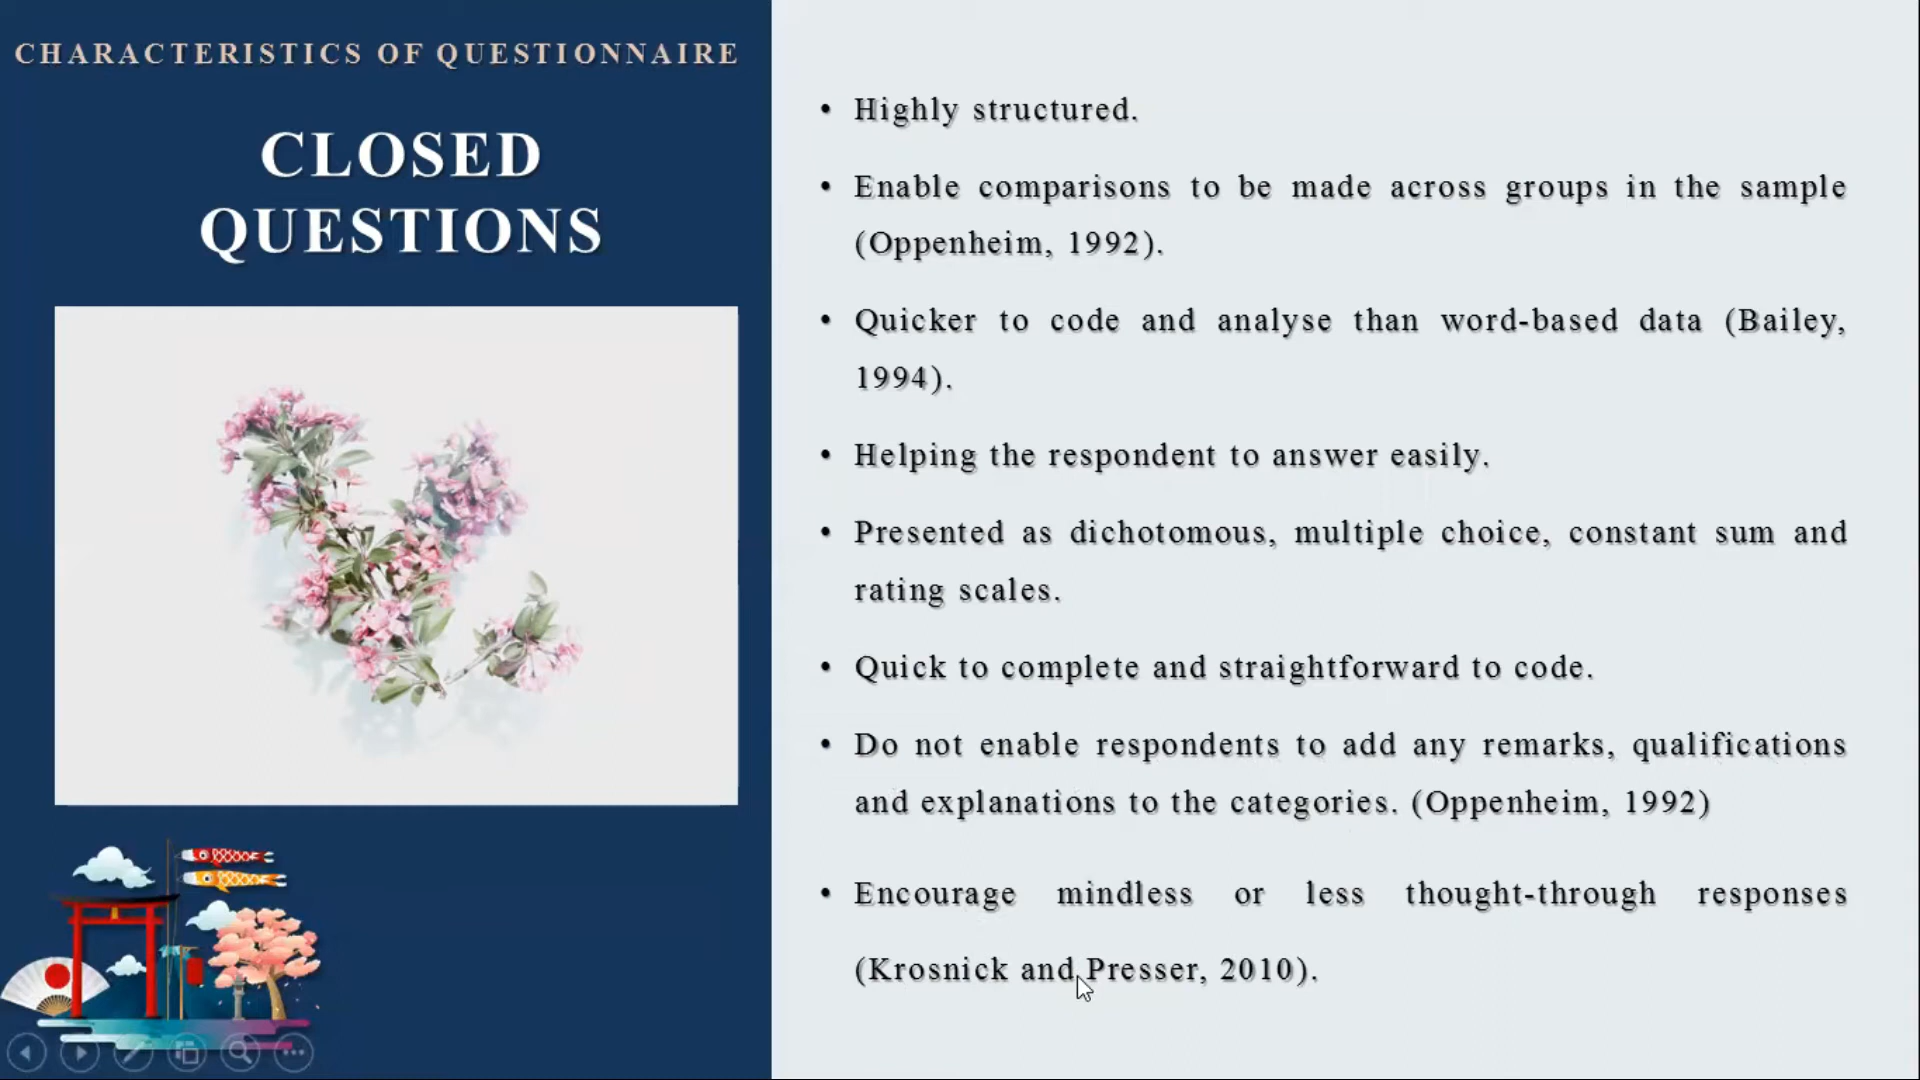 CHARACTERISTICS OF QUESTIONNAIRE
CLOSED
QUESTIONS
• Highly structured.
• Enable comparisons to be made across groups in the sample
(Oppenheim, 1992).
• Quicker to code and analyse than word-based data (Bailey,
1994).
• Helping the respondent to answer easily.
• Presented as dichotomous, multiple choice, constant sum and
rating scales.
• Quick to complete and straightforward to code.
• Do not enable respondents to add any remarks, qualifications
and explanations to the categories. (Oppenheim, 1992)
• Encourage mindless or less thought-through responses
(Krosnick and Presser, 2010).